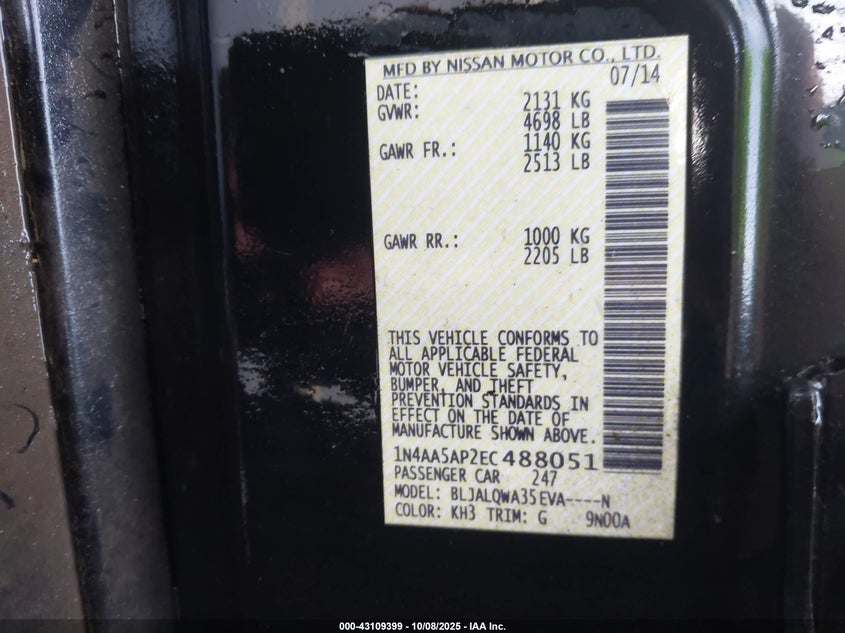 MFD BY NISSAN MOTOR CO., LTD.
DATE: 07/14
GVWR: 2131 KG
4698 LB
GAWR FR.: 1140 KG
2513 LB
GAWR RR.: 1000 KG
2205 LB
THIS VEHICLE CONFORMS TO
ALL APPLICABLE FEDERAL
MOTOR VEHICLE SAFETY,
BUMPER, AND THEFT
PREVENTION STANDARDS IN
EFFECT ON THE DATE OF
MANUFACTURE SHOWN ABOVE.
1N4AA5AP2EC488051
PASSENGER CAR 247
MODEL: BLJALQWA35EVA----N
COLOR: KH3 TRIM: G 9N00A
000-43109399 - 10/08/2025 - IAA Inc.